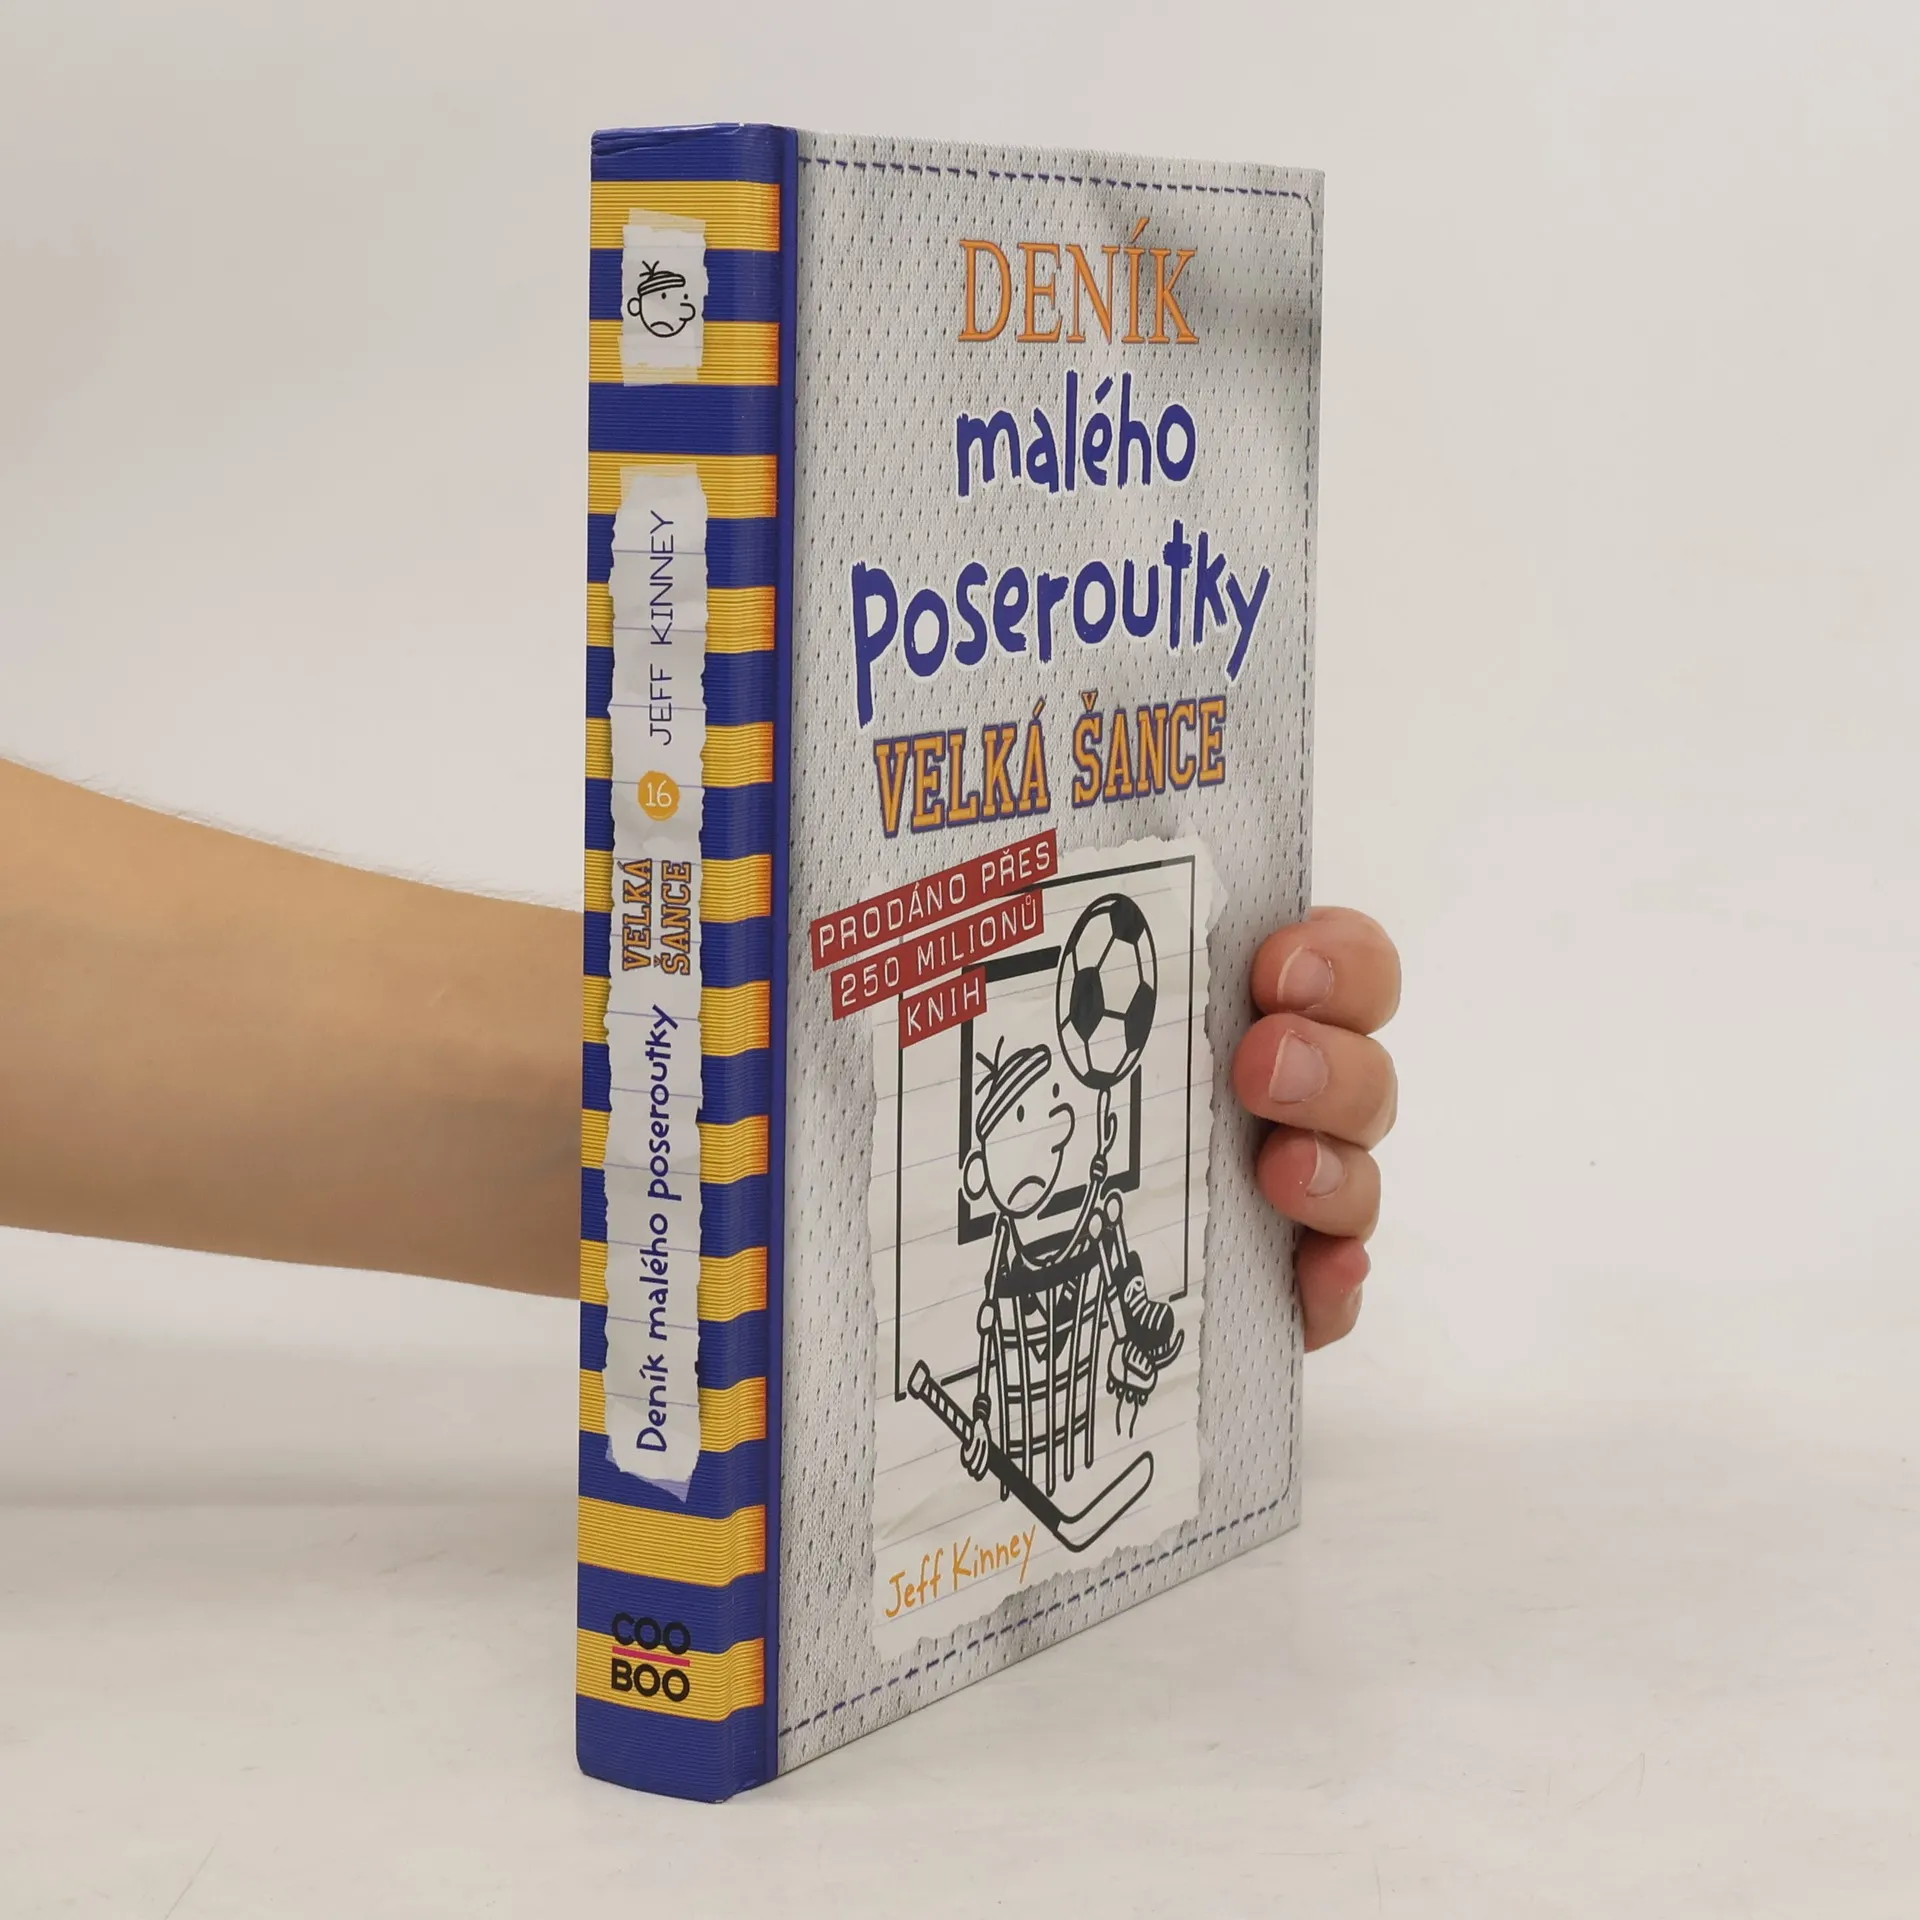 DENÍK
malého
poseroutky
VELKÁ ŠANCE
PRODÁNO PŘES
250 MILIONŮ
KNIH
Jeff Kinney
Deník malého poseroutky VELKÁ ŠANCE 16 JEFF KINNEY
COO
BOO